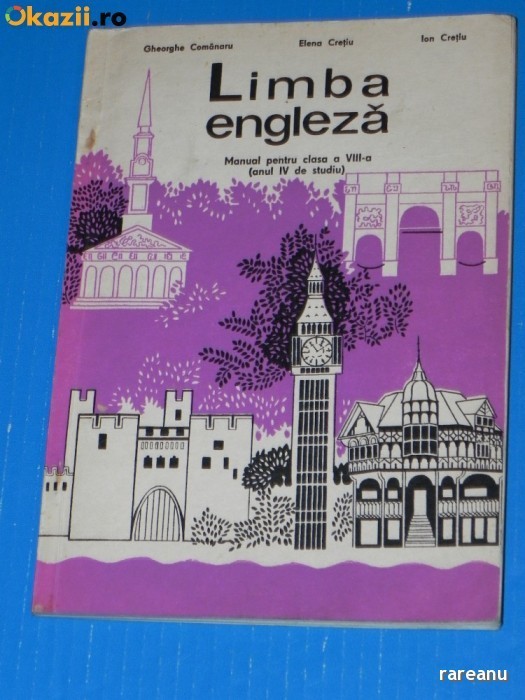 Okazii.ro
Gheorghe Comănaru Elena Crețiu Ion Crețiu
Limba
engleză
Manual pentru clasa a VIII-a
(anul IV de studiu)
rareanu